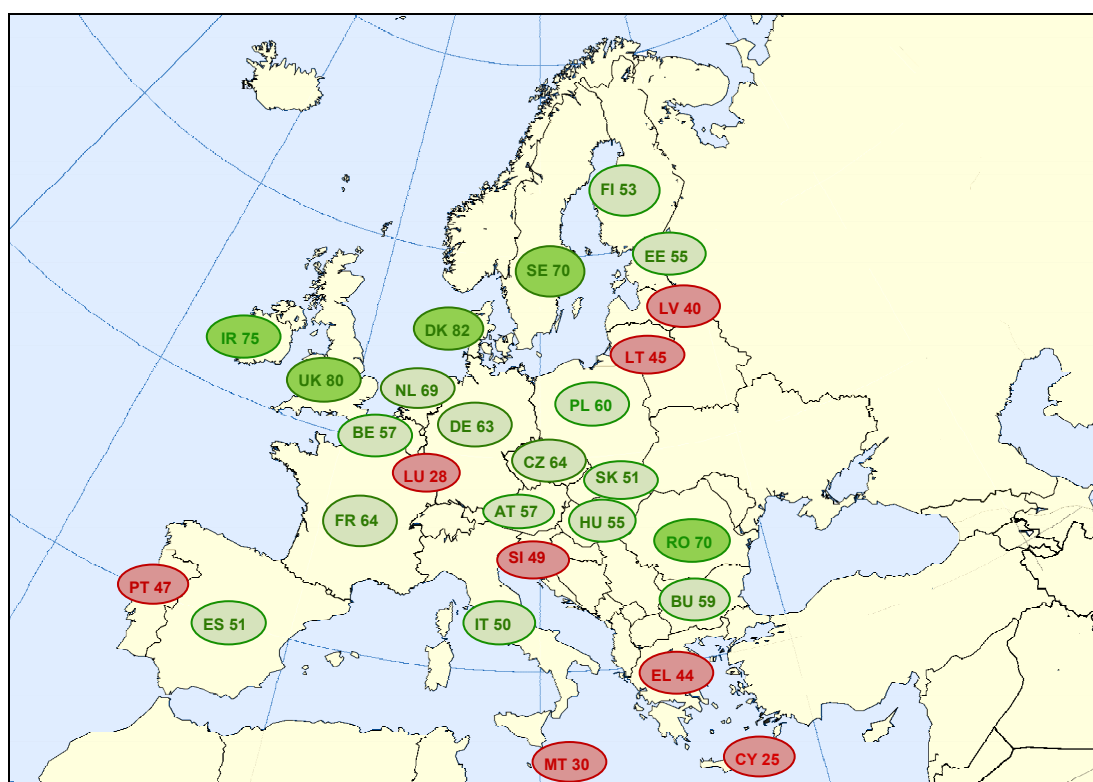 FI 53
EE 55
SE 70
LV 40
DK 82
IR 75
LT 45
UK 80
NL 69
PL 60
DE 63
BE 57
CZ 64
LU 28
SK 51
AT 57
FR 64
HU 55
RO 70
SI 49
PT 47
BU 59
ES 51
IT 50
EL 44
CY 25
MT 30